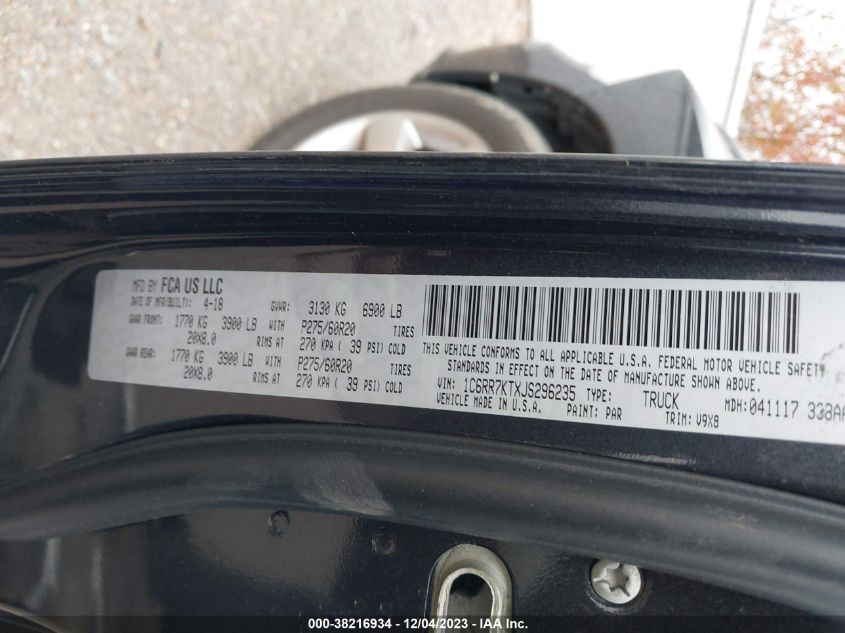 MFD BY FCA US LLC
DATE OF MFR(BUILT): 4-18 GVWR: 3130 KG 6900 LB
GAWR FRONT: 1770 KG 3900 LB WITH P275/60R20 TIRES
20X8.0 RIMS AT 270 KPA ( 39 PSI) COLD
GAWR REAR: 1770 KG 3900 LB WITH P275/60R20 TIRES
20X8.0 RIMS AT 270 KPA ( 39 PSI) COLD
THIS VEHICLE CONFORMS TO ALL APPLICABLE U.S.A. FEDERAL MOTOR VEHICLE SAFETY
STANDARDS IN EFFECT ON THE DATE OF MANUFACTURE SHOWN ABOVE.
VIN: 1C6RR7KTXJS296235 TYPE: TRUCK MDH:041117
VEHICLE MADE IN U.S.A. PAINT: PAR TRIM: V9X8
000-38216934 - 12/04/2023 - IAA Inc.